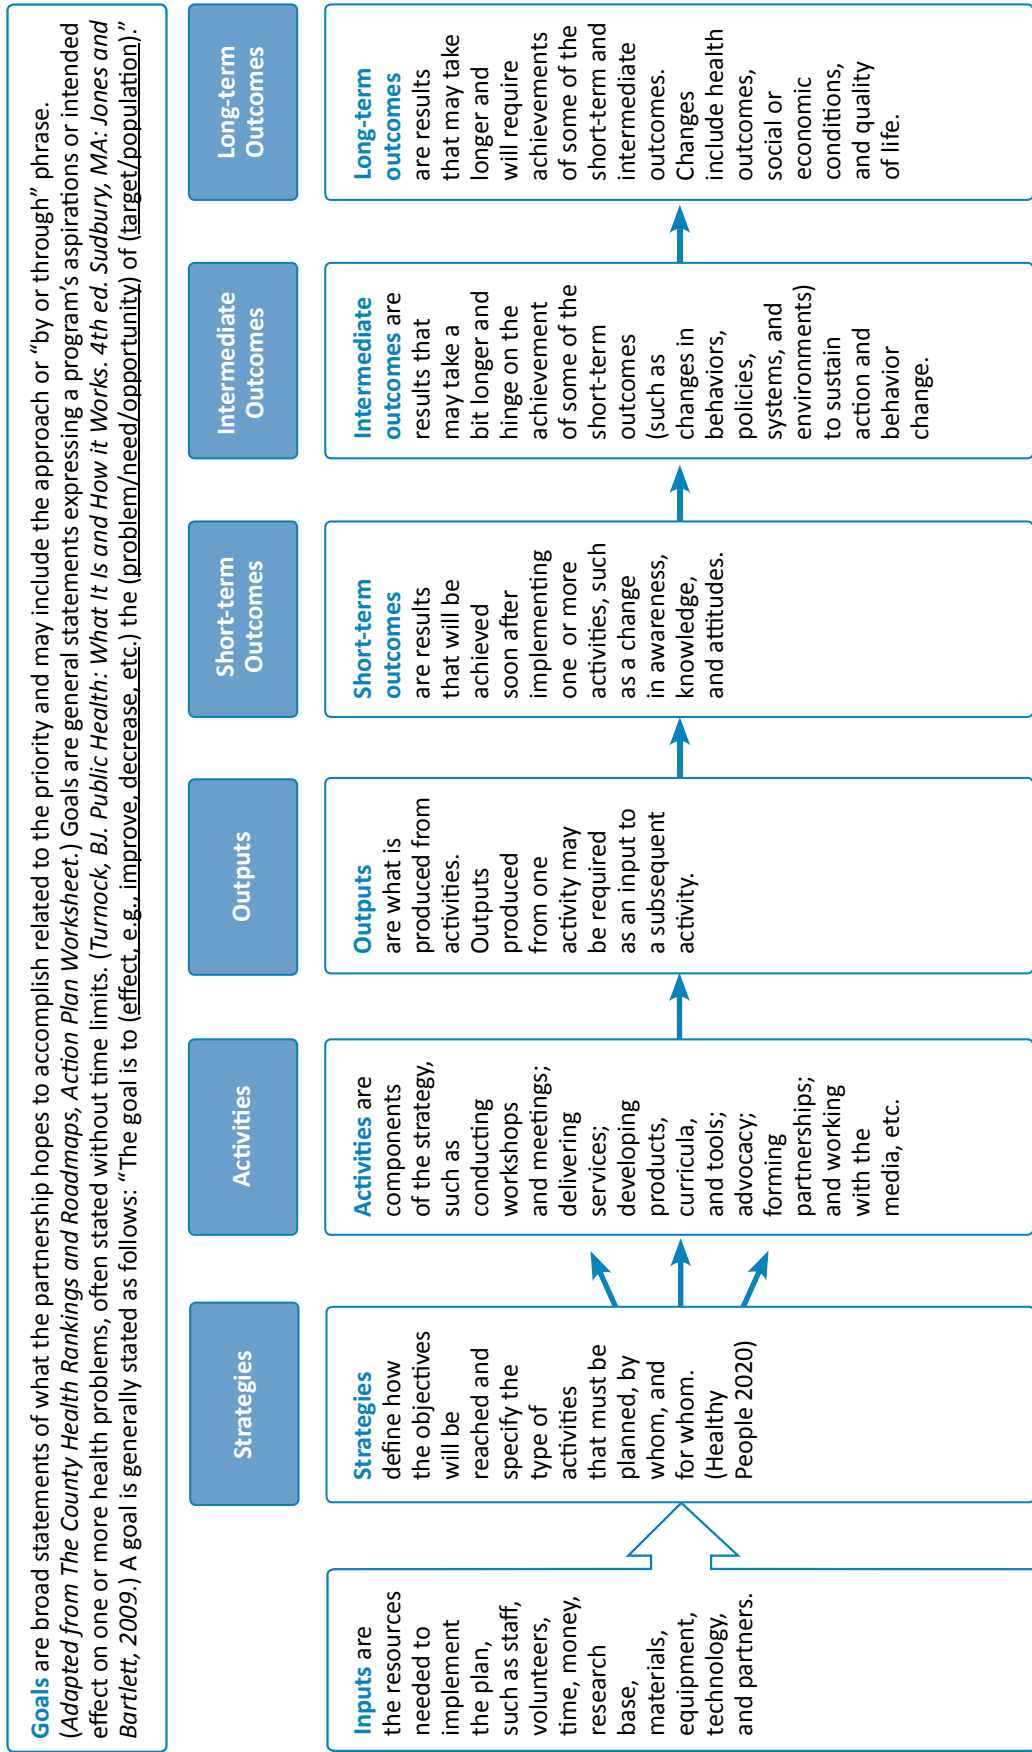 Goals are broad statements of what the partnership hopes to accomplish related to the priority and may include the approach or “by or through” phrase.
(Adapted from The County Health Rankings and Roadmaps, Action Plan Worksheet.) Goals are general statements expressing a program’s aspirations or intended
effect on one or more health problems, often stated without time limits. (Turnock, BJ. Public Health: What It Is and How it Works. 4th ed. Sudbury, MA: Jones and
Bartlett, 2009.) A goal is generally stated as follows: “The goal is to (effect, e.g., improve, decrease, etc.) the (problem/need/opportunity) of (target/population).”
Inputs are
the resources
needed to
implement
the plan,
such as staff,
volunteers,
time, money,
research
base,
materials,
equipment,
technology,
and partners.
Strategies
Strategies
define how
the objectives
will be
reached and
specify the
type of
activities
that must be
planned, by
whom, and
for whom.
(Healthy
People 2020)
Activities
Activities are
components
of the strategy,
such as
conducting
workshops
and meetings;
delivering
services;
developing
products,
curricula,
and tools;
advocacy;
forming
partnerships;
and working
with the
media, etc.
Outputs
Outputs
are what is
produced from
activities.
Outputs
produced
from one
activity may
be required
as an input to
a subsequent
activity.
Short-term
Outcomes
Short-term
outcomes
are results
that will be
achieved
soon after
implementing
one or more
activities, such
as a change
in awareness,
knowledge,
and attitudes.
Intermediate
Outcomes
Intermediate
outcomes are
results that
may take a
bit longer and
hinge on the
achievement
of some of the
short-term
outcomes
(such as
changes in
behaviors,
policies,
systems, and
environments)
to sustain
action and
behavior
change.
Long-term
Outcomes
Long-term
outcomes
are results
that may take
longer and
will require
achievements
of some of the
short-term and
intermediate
outcomes.
Changes
include health
outcomes,
social or
economic
conditions,
and quality
of life.